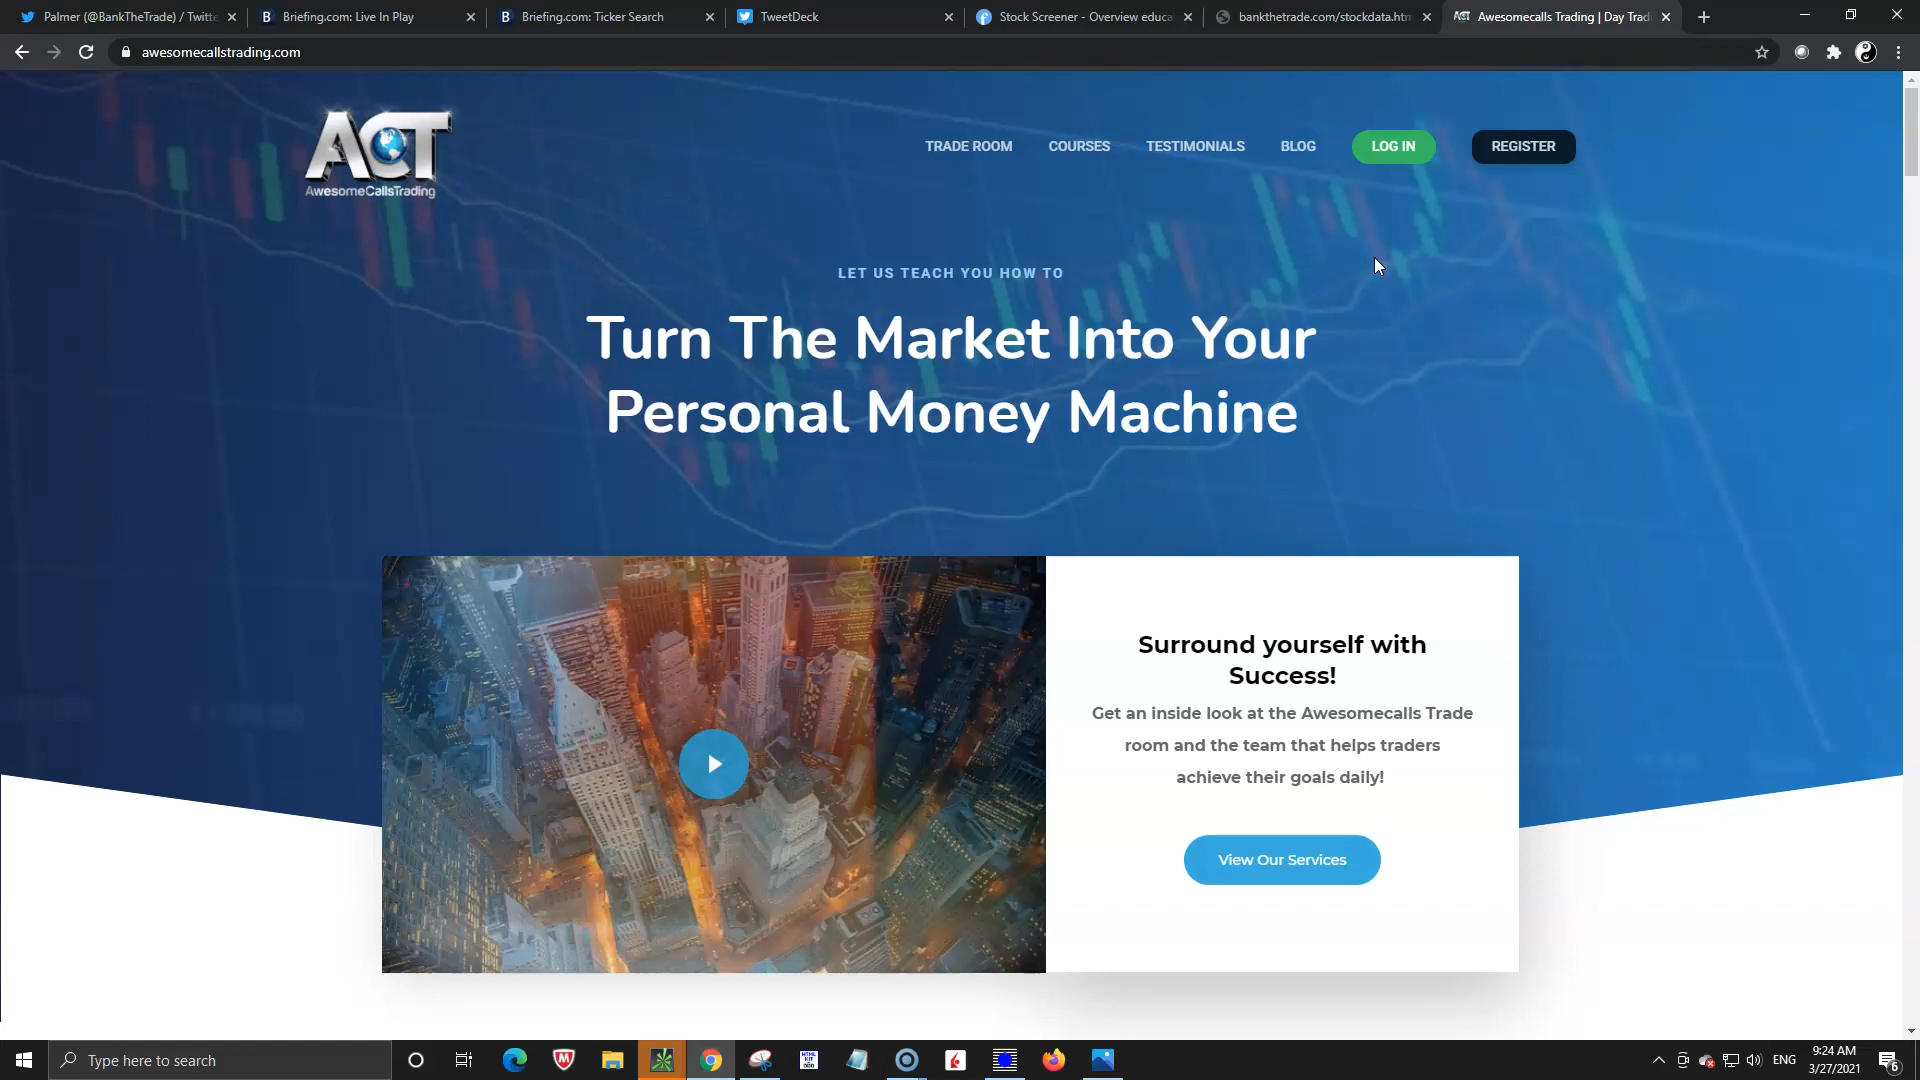 Palmer (@BankTheTrade) / Twitte
Briefing.com: Live In Play
Briefing.com: Ticker Search
TweetDeck
Stock Screener - Overview educa
bankthetrade.com/stockdata.htm
Awesomecalls Trading | Day Trad
awesomecallstrading.com
ACT
AwesomeCallsTrading
TRADE ROOM
COURSES
TESTIMONIALS
BLOG
LOG IN
REGISTER
LET US TEACH YOU HOW TO
Turn The Market Into Your
Personal Money Machine
Surround yourself with
Success!
Get an inside look at the Awesomecalls Trade
room and the team that helps traders
achieve their goals daily!
View Our Services
Type here to search
ENG
9:24 AM
3/27/2021
6